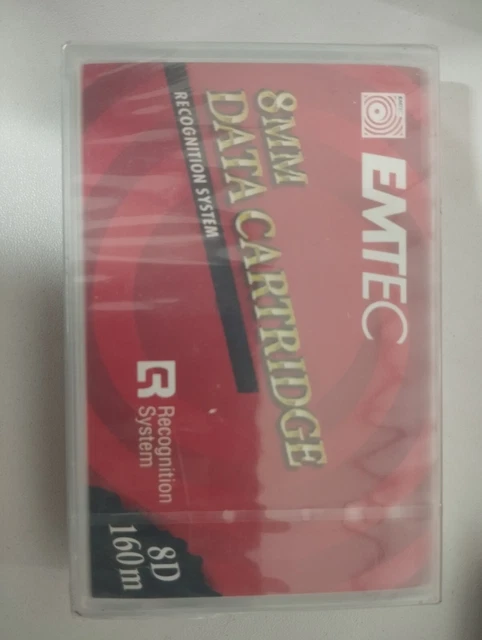 EMTEC
8MM
DATA CARTRIDGE
RECOGNITION SYSTEM
Recognition
System
8D
160m